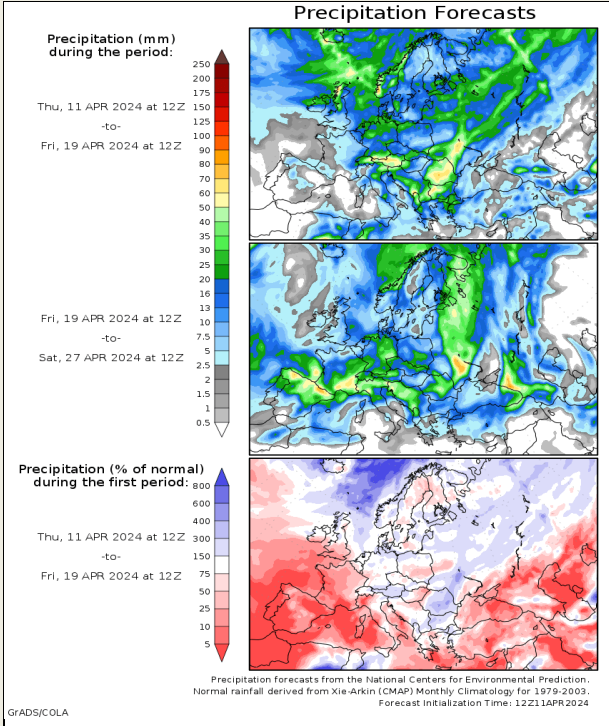 Precipitation Forecasts
Precipitation (mm)
during the period:
Thu, 11 APR 2024 at 12Z
-to-
Fri, 19 APR 2024 at 12Z
250
200
175
150
125
100
90
80
70
60
50
40
35
30
25
20
16
13
10
7.5
5
2.5
2
1.5
1
0.5
Fri, 19 APR 2024 at 12Z
-to-
Sat, 27 APR 2024 at 12Z
Precipitation (% of normal)
during the first period:
Thu, 11 APR 2024 at 12Z
-to-
Fri, 19 APR 2024 at 12Z
800
600
400
300
150
75
50
25
10
5
Precipitation forecasts from the National Centers for Environmental Prediction.
Normal rainfall derived from Xie-Arkin (CMAP) Monthly Climatology for 1979-2003.
Forecast Initialization Time: 12Z11APR2024
GrADS/COLA